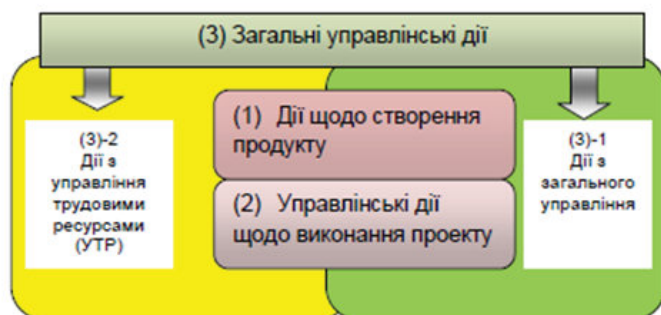 (3) Загальні управлінські дії
(3)-2
Дії з
управління
трудовими
ресурсами
(УТР)
(1) Дії щодо створення
продукту
(2) Управлінські дії
щодо виконання проекту
(3)-1
Дії з
загального
управління